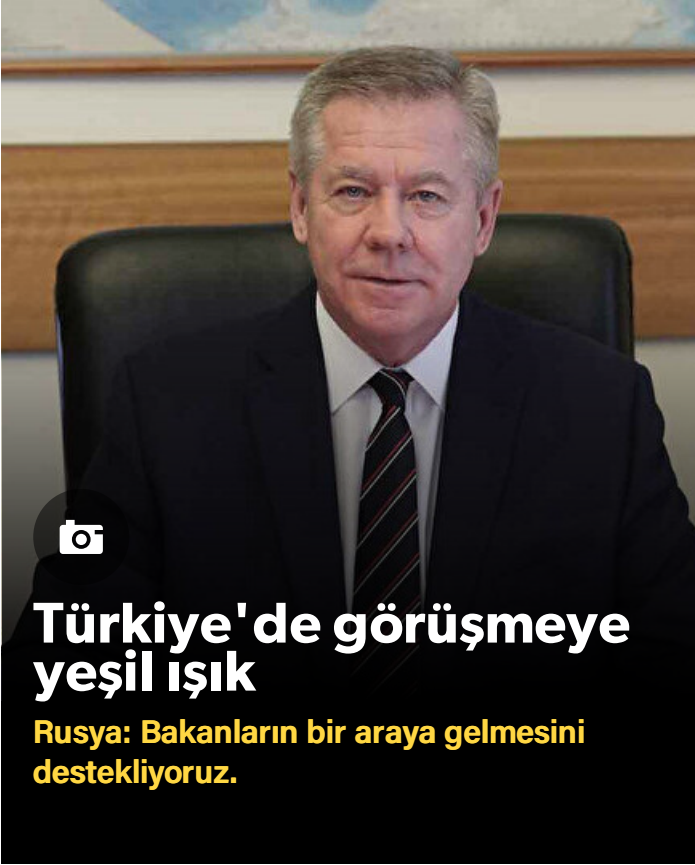 Türkiye'de görüşmeye
yeşil ışık
Rusya: Bakanların bir araya gelmesini
destekliyoruz.